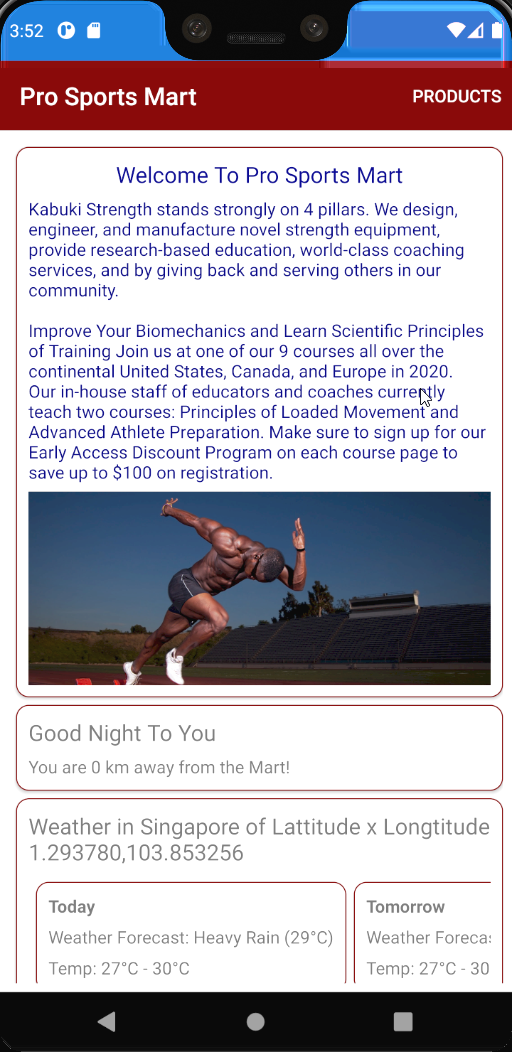 3:52
Pro Sports Mart
PRODUCTS
Welcome To Pro Sports Mart
Kabuki Strength stands strongly on 4 pillars. We design,
engineer, and manufacture novel strength equipment,
provide research-based education, world-class coaching
services, and by giving back and serving others in our
community.
Improve Your Biomechanics and Learn Scientific Principles
of Training Join us at one of our 9 courses all over the
continental United States, Canada, and Europe in 2020.
Our in-house staff of educators and coaches currently
teach two courses: Principles of Loaded Movement and
Advanced Athlete Preparation. Make sure to sign up for our
Early Access Discount Program on each course page to
save up to $100 on registration.
Good Night To You
You are 0 km away from the Mart!
Weather in Singapore of Lattitude x Longtitude
1.293780,103.853256
Today
Weather Forecast: Heavy Rain (29°C)
Temp: 27°C - 30°C
Tomorrow
Weather Forecas
Temp: 27°C - 30